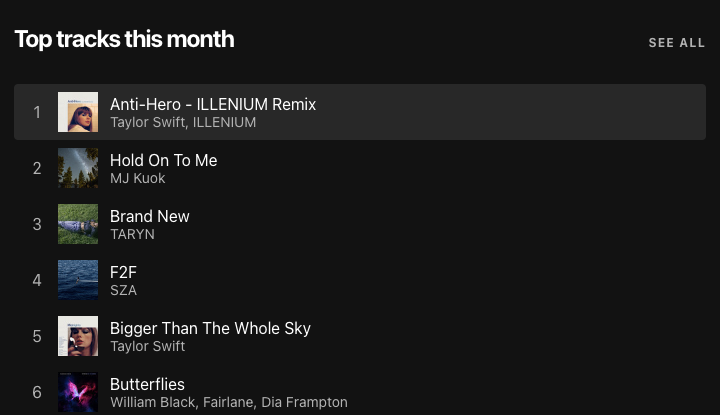 Top tracks this month
SEE ALL
1
Anti-Hero - ILLENIUM Remix
Taylor Swift, ILLENIUM
2
Hold On To Me
MJ Kuok
3
Brand New
TARYN
4
F2F
SZA
5
Bigger Than The Whole Sky
Taylor Swift
6
Butterflies
William Black, Fairlane, Dia Frampton